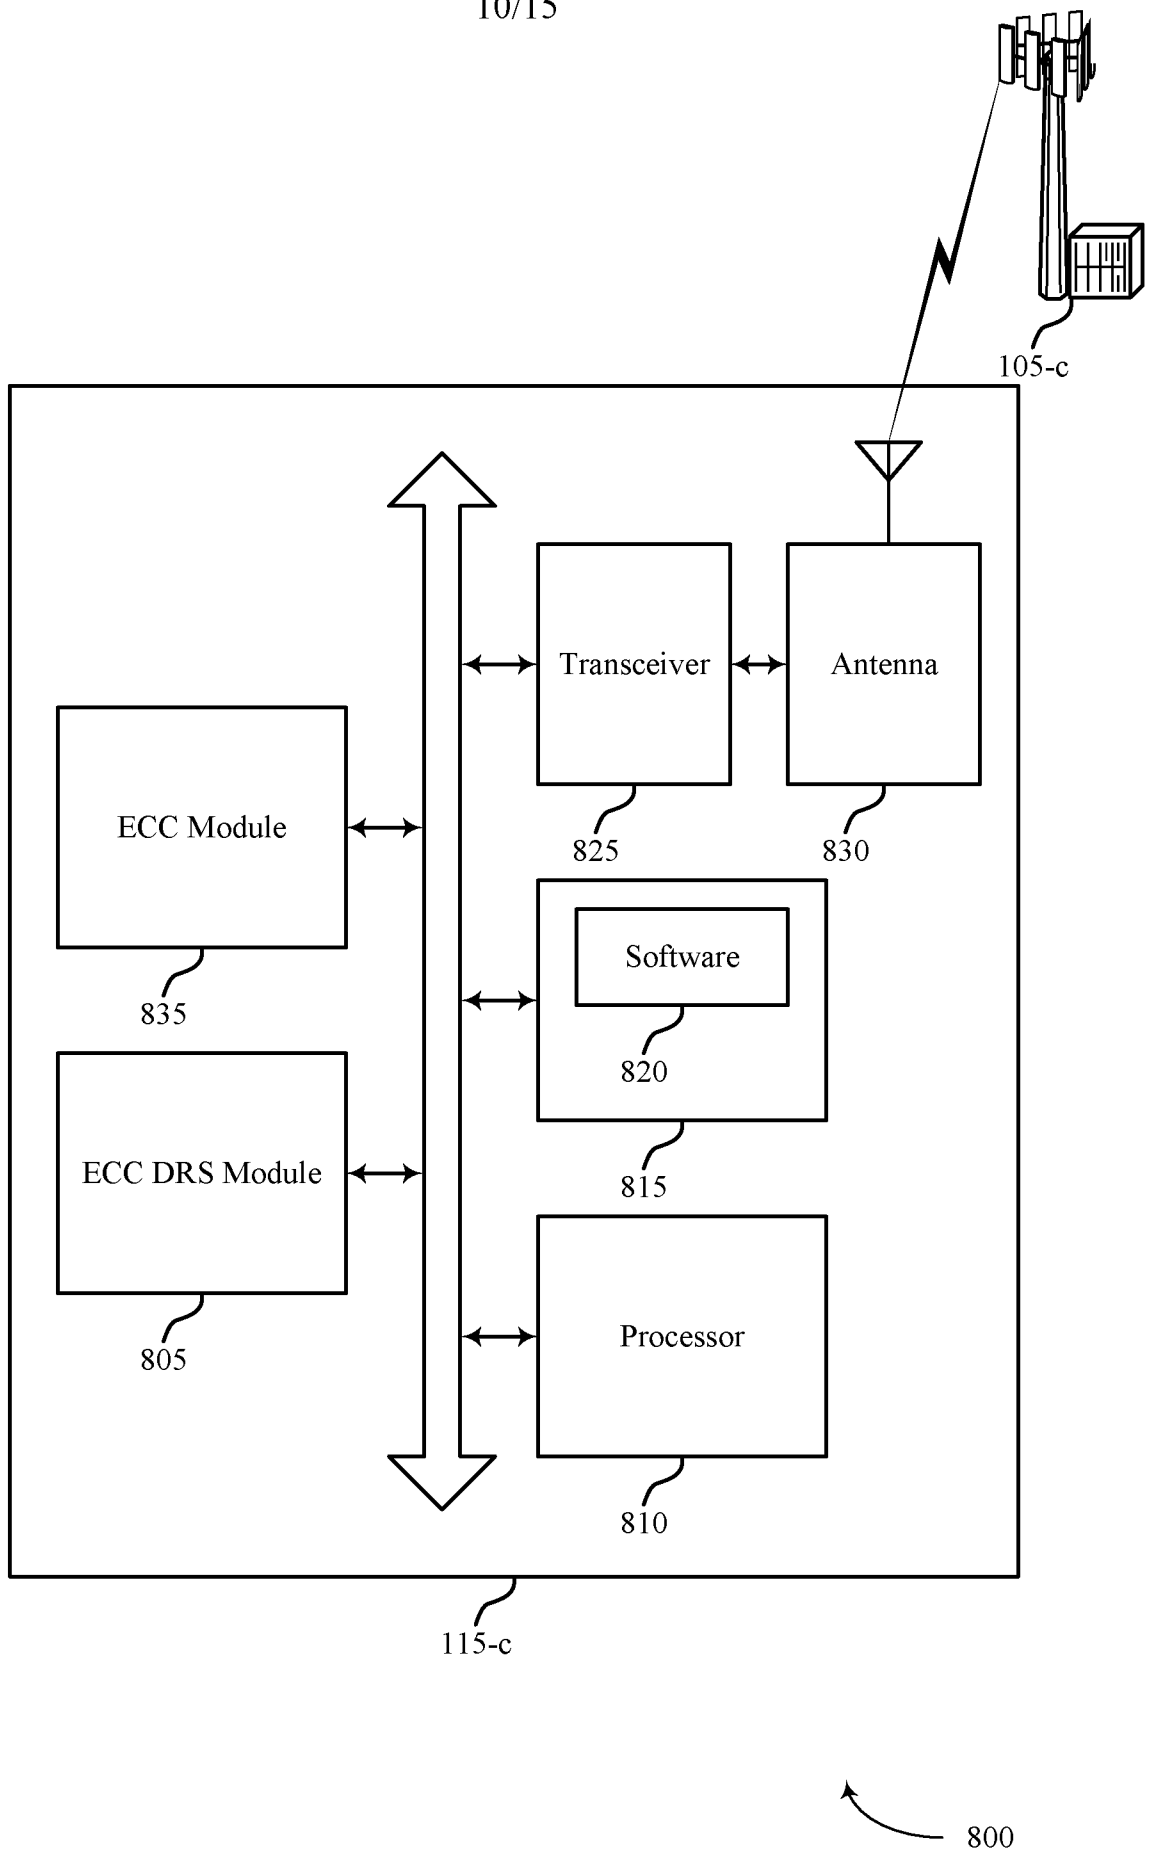 10/15
105-c
Transceiver
Antenna
825
830
ECC Module
835
Software
820
815
ECC DRS Module
805
Processor
810
115-c
800